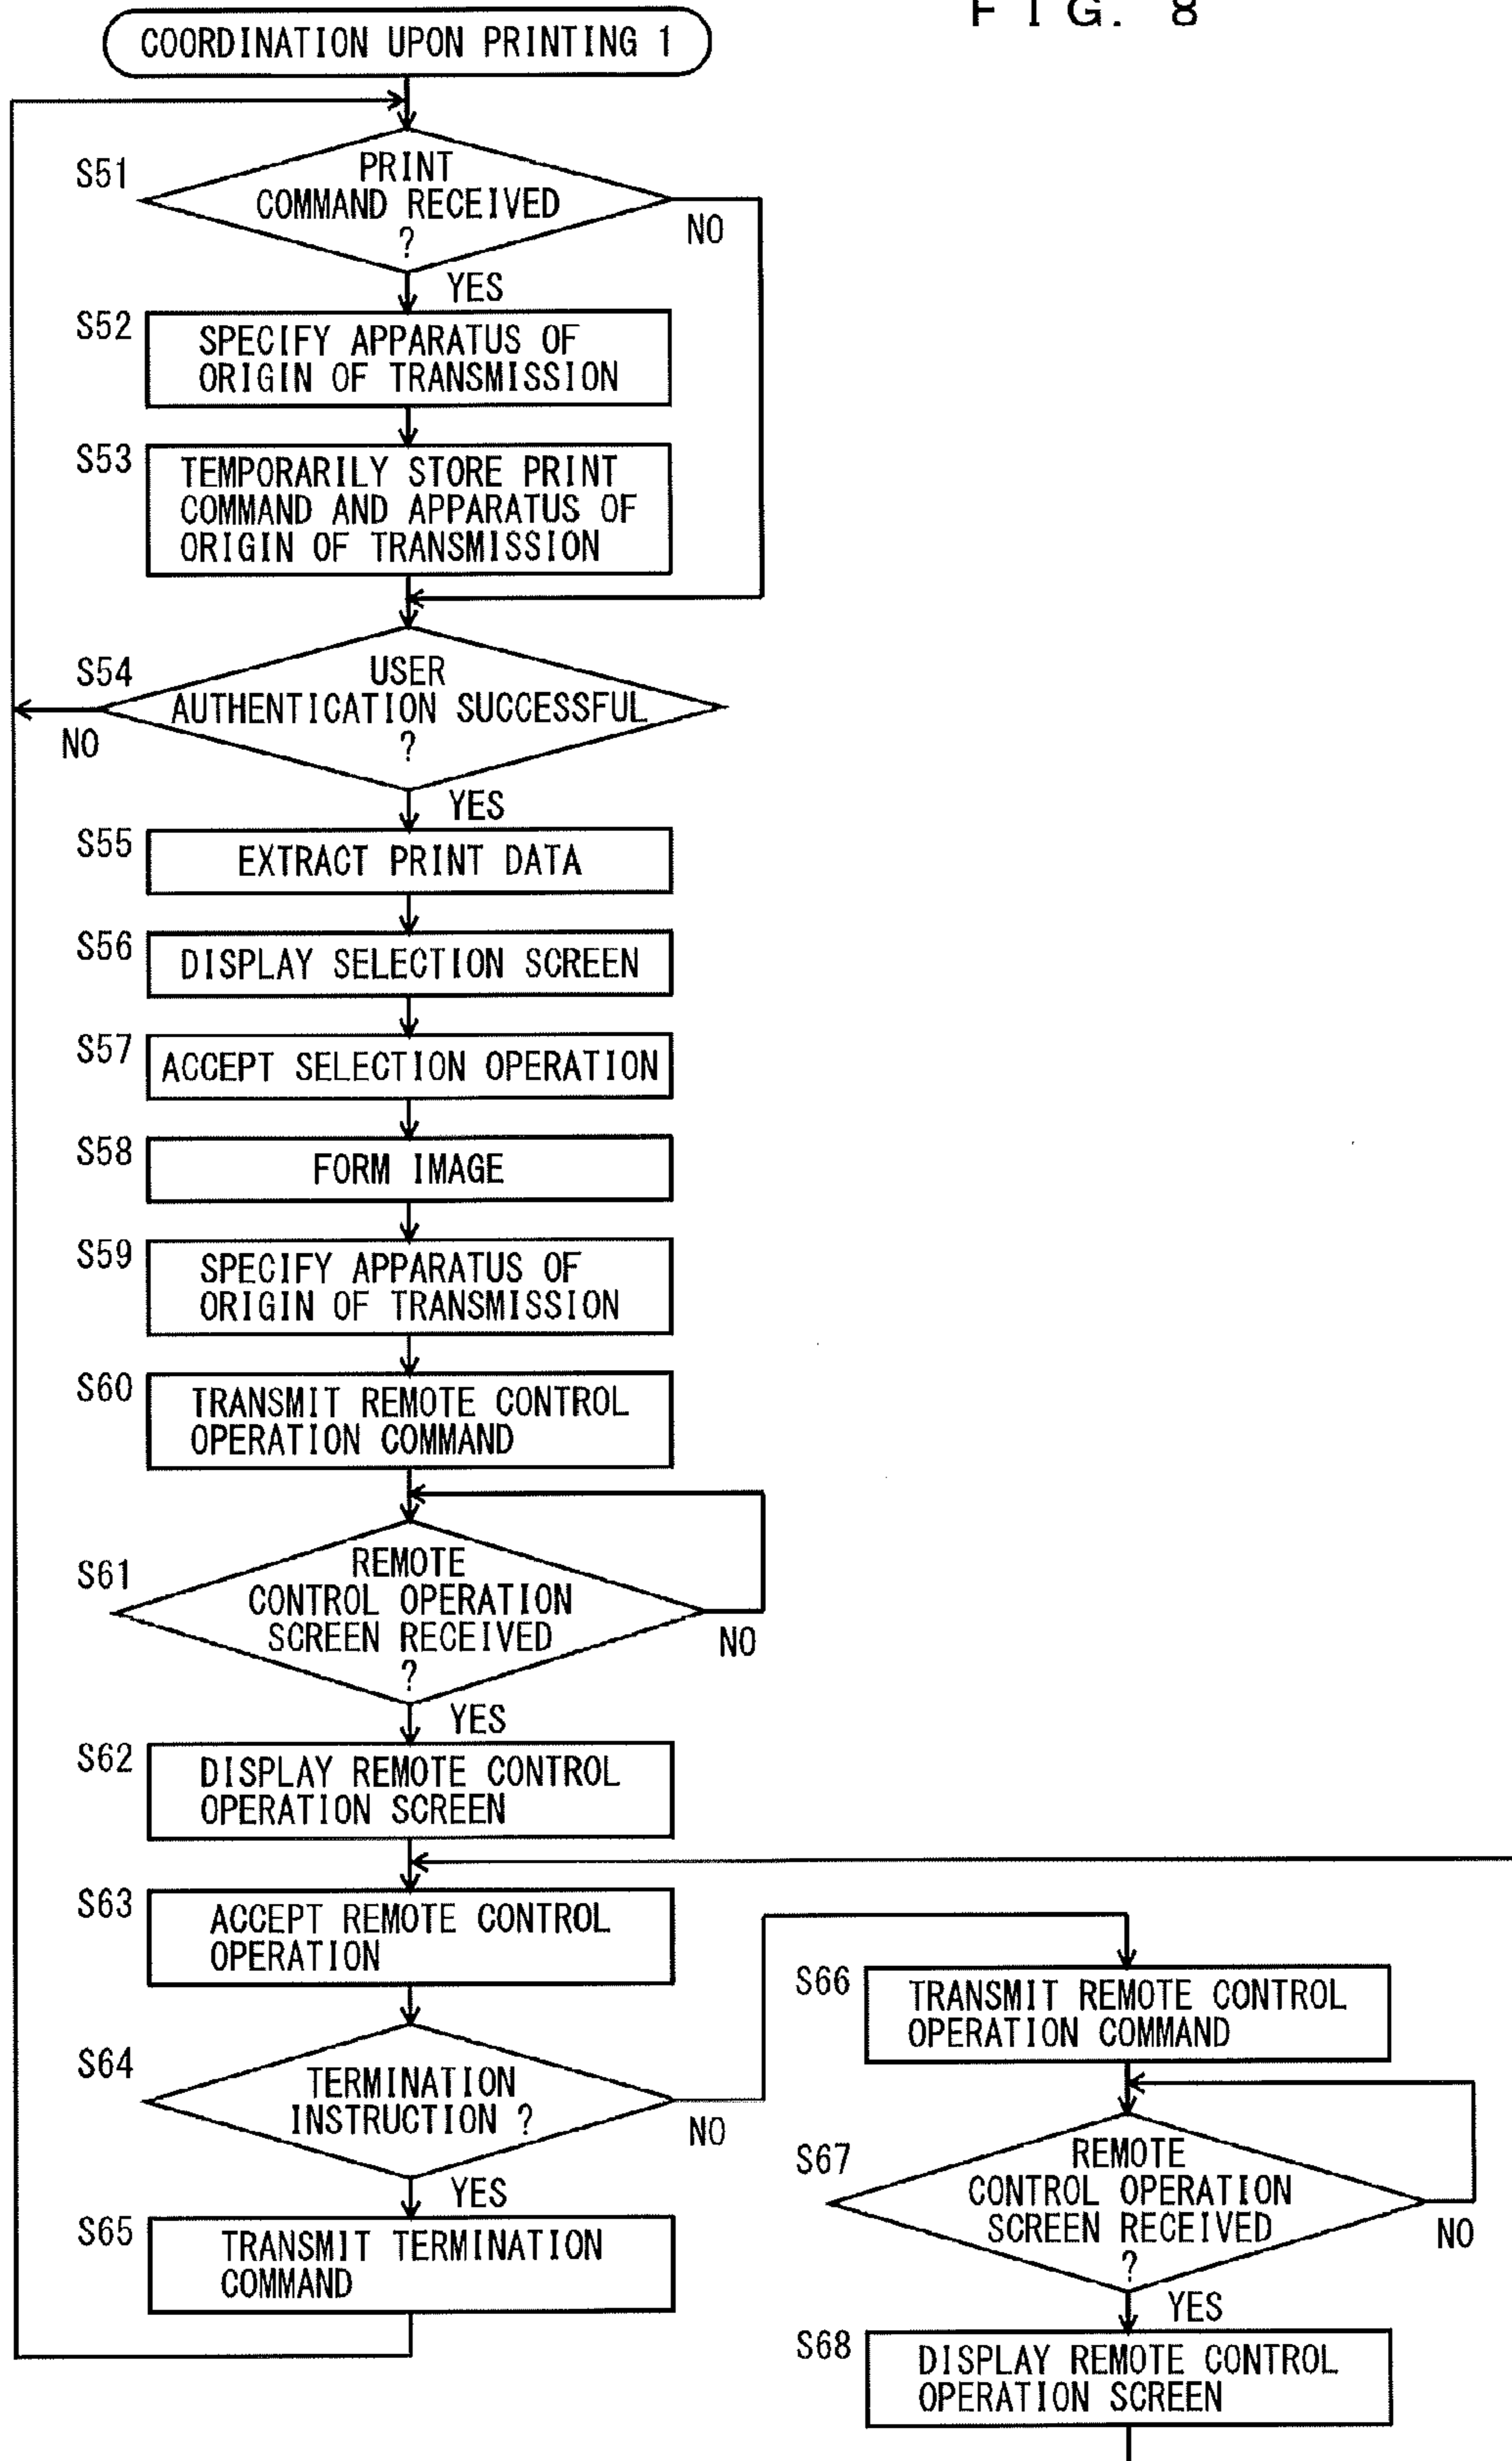 FIG. 8
COORDINATION UPON PRINTING 1
S51
PRINT
COMMAND RECEIVED
?
NO
YES
S52
SPECIFY APPARATUS OF
ORIGIN OF TRANSMISSION
S53
TEMPORARILY STORE PRINT
COMMAND AND APPARATUS OF
ORIGIN OF TRANSMISSION
S54
USER
AUTHENTICATION SUCCESSFUL
?
NO
YES
S55
EXTRACT PRINT DATA
S56
DISPLAY SELECTION SCREEN
S57
ACCEPT SELECTION OPERATION
S58
FORM IMAGE
S59
SPECIFY APPARATUS OF
ORIGIN OF TRANSMISSION
S60
TRANSMIT REMOTE CONTROL
OPERATION COMMAND
S61
REMOTE
CONTROL OPERATION
SCREEN RECEIVED
?
NO
YES
S62
DISPLAY REMOTE CONTROL
OPERATION SCREEN
S63
ACCEPT REMOTE CONTROL
OPERATION
S64
TERMINATION
INSTRUCTION ?
NO
YES
S65
TRANSMIT TERMINATION
COMMAND
S66
TRANSMIT REMOTE CONTROL
OPERATION COMMAND
S67
REMOTE
CONTROL OPERATION
SCREEN RECEIVED
?
NO
YES
S68
DISPLAY REMOTE CONTROL
OPERATION SCREEN